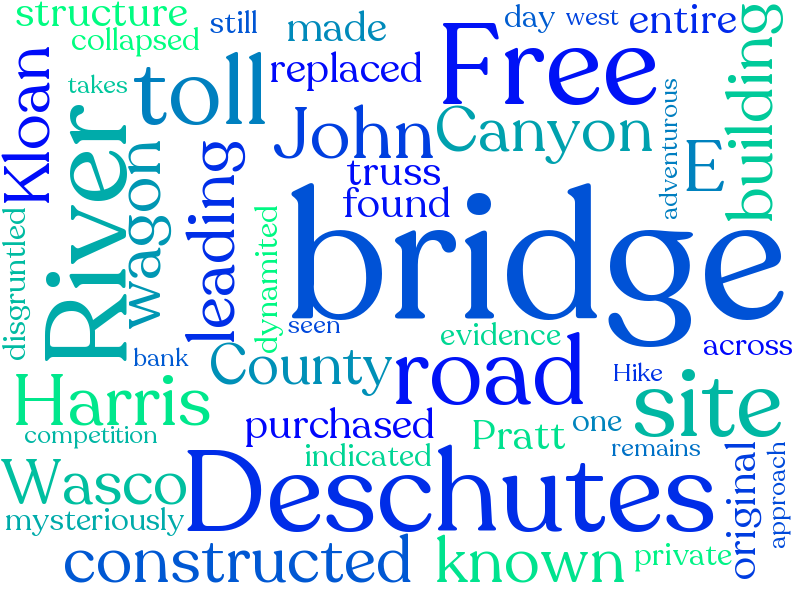 structure
still
day
west
entire
collapsed
made
Free
building
takes
toll
replaced
Kloan
River
John
Canyon
adventurous
E
wagon
leading
truss
found
bridge
disgruntled
dynamited
seen
evidence
across
bank
County
road
Hike
Harris
site
purchased
Pratt
one
competition
indicated
remains
Wasco
Deschutes
original
approach
mysteriously
constructed
known
private